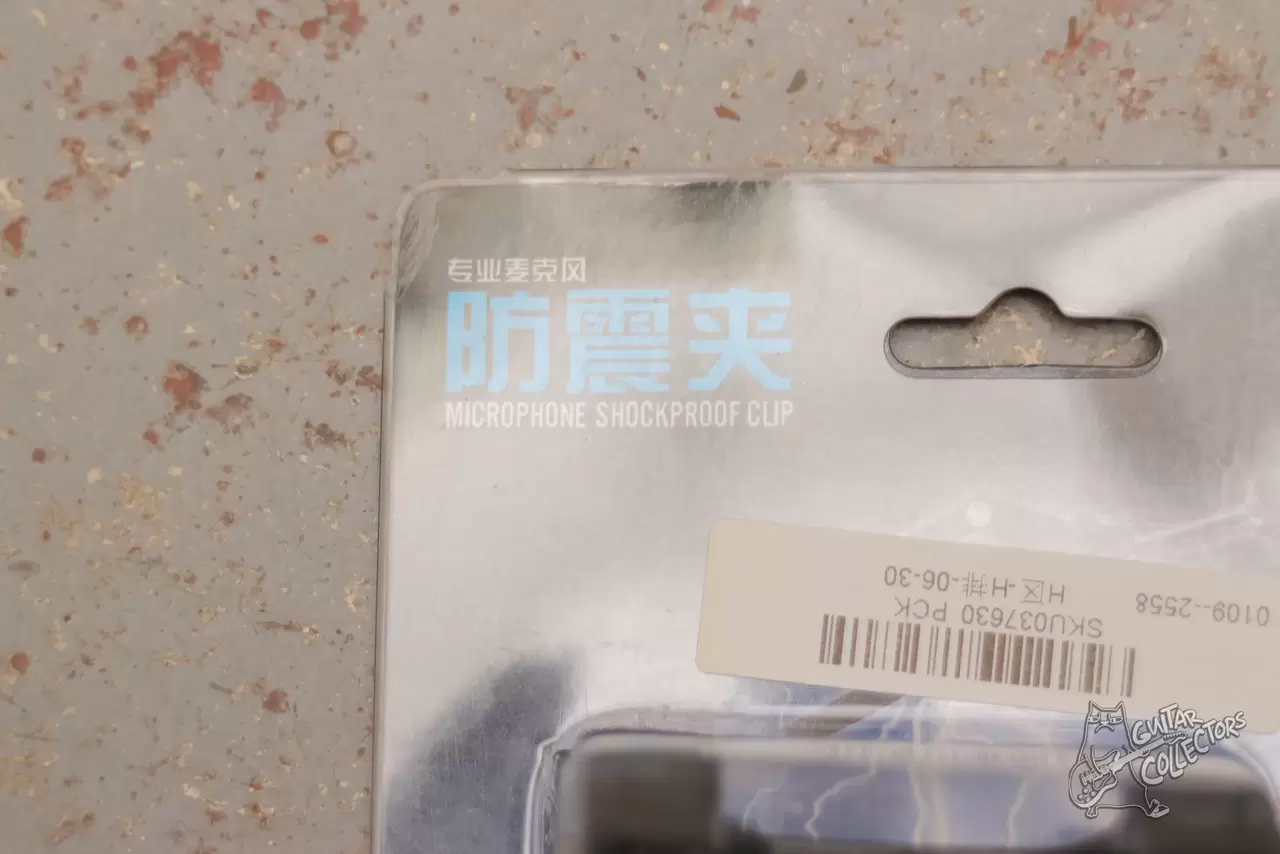 专业麦克风
防震夹
MICROPHONE SHOCKPROOF CLIP
0109--2558
H区-H排-06-30
SKU037630 PCK
GUITAR
COLLECTORS